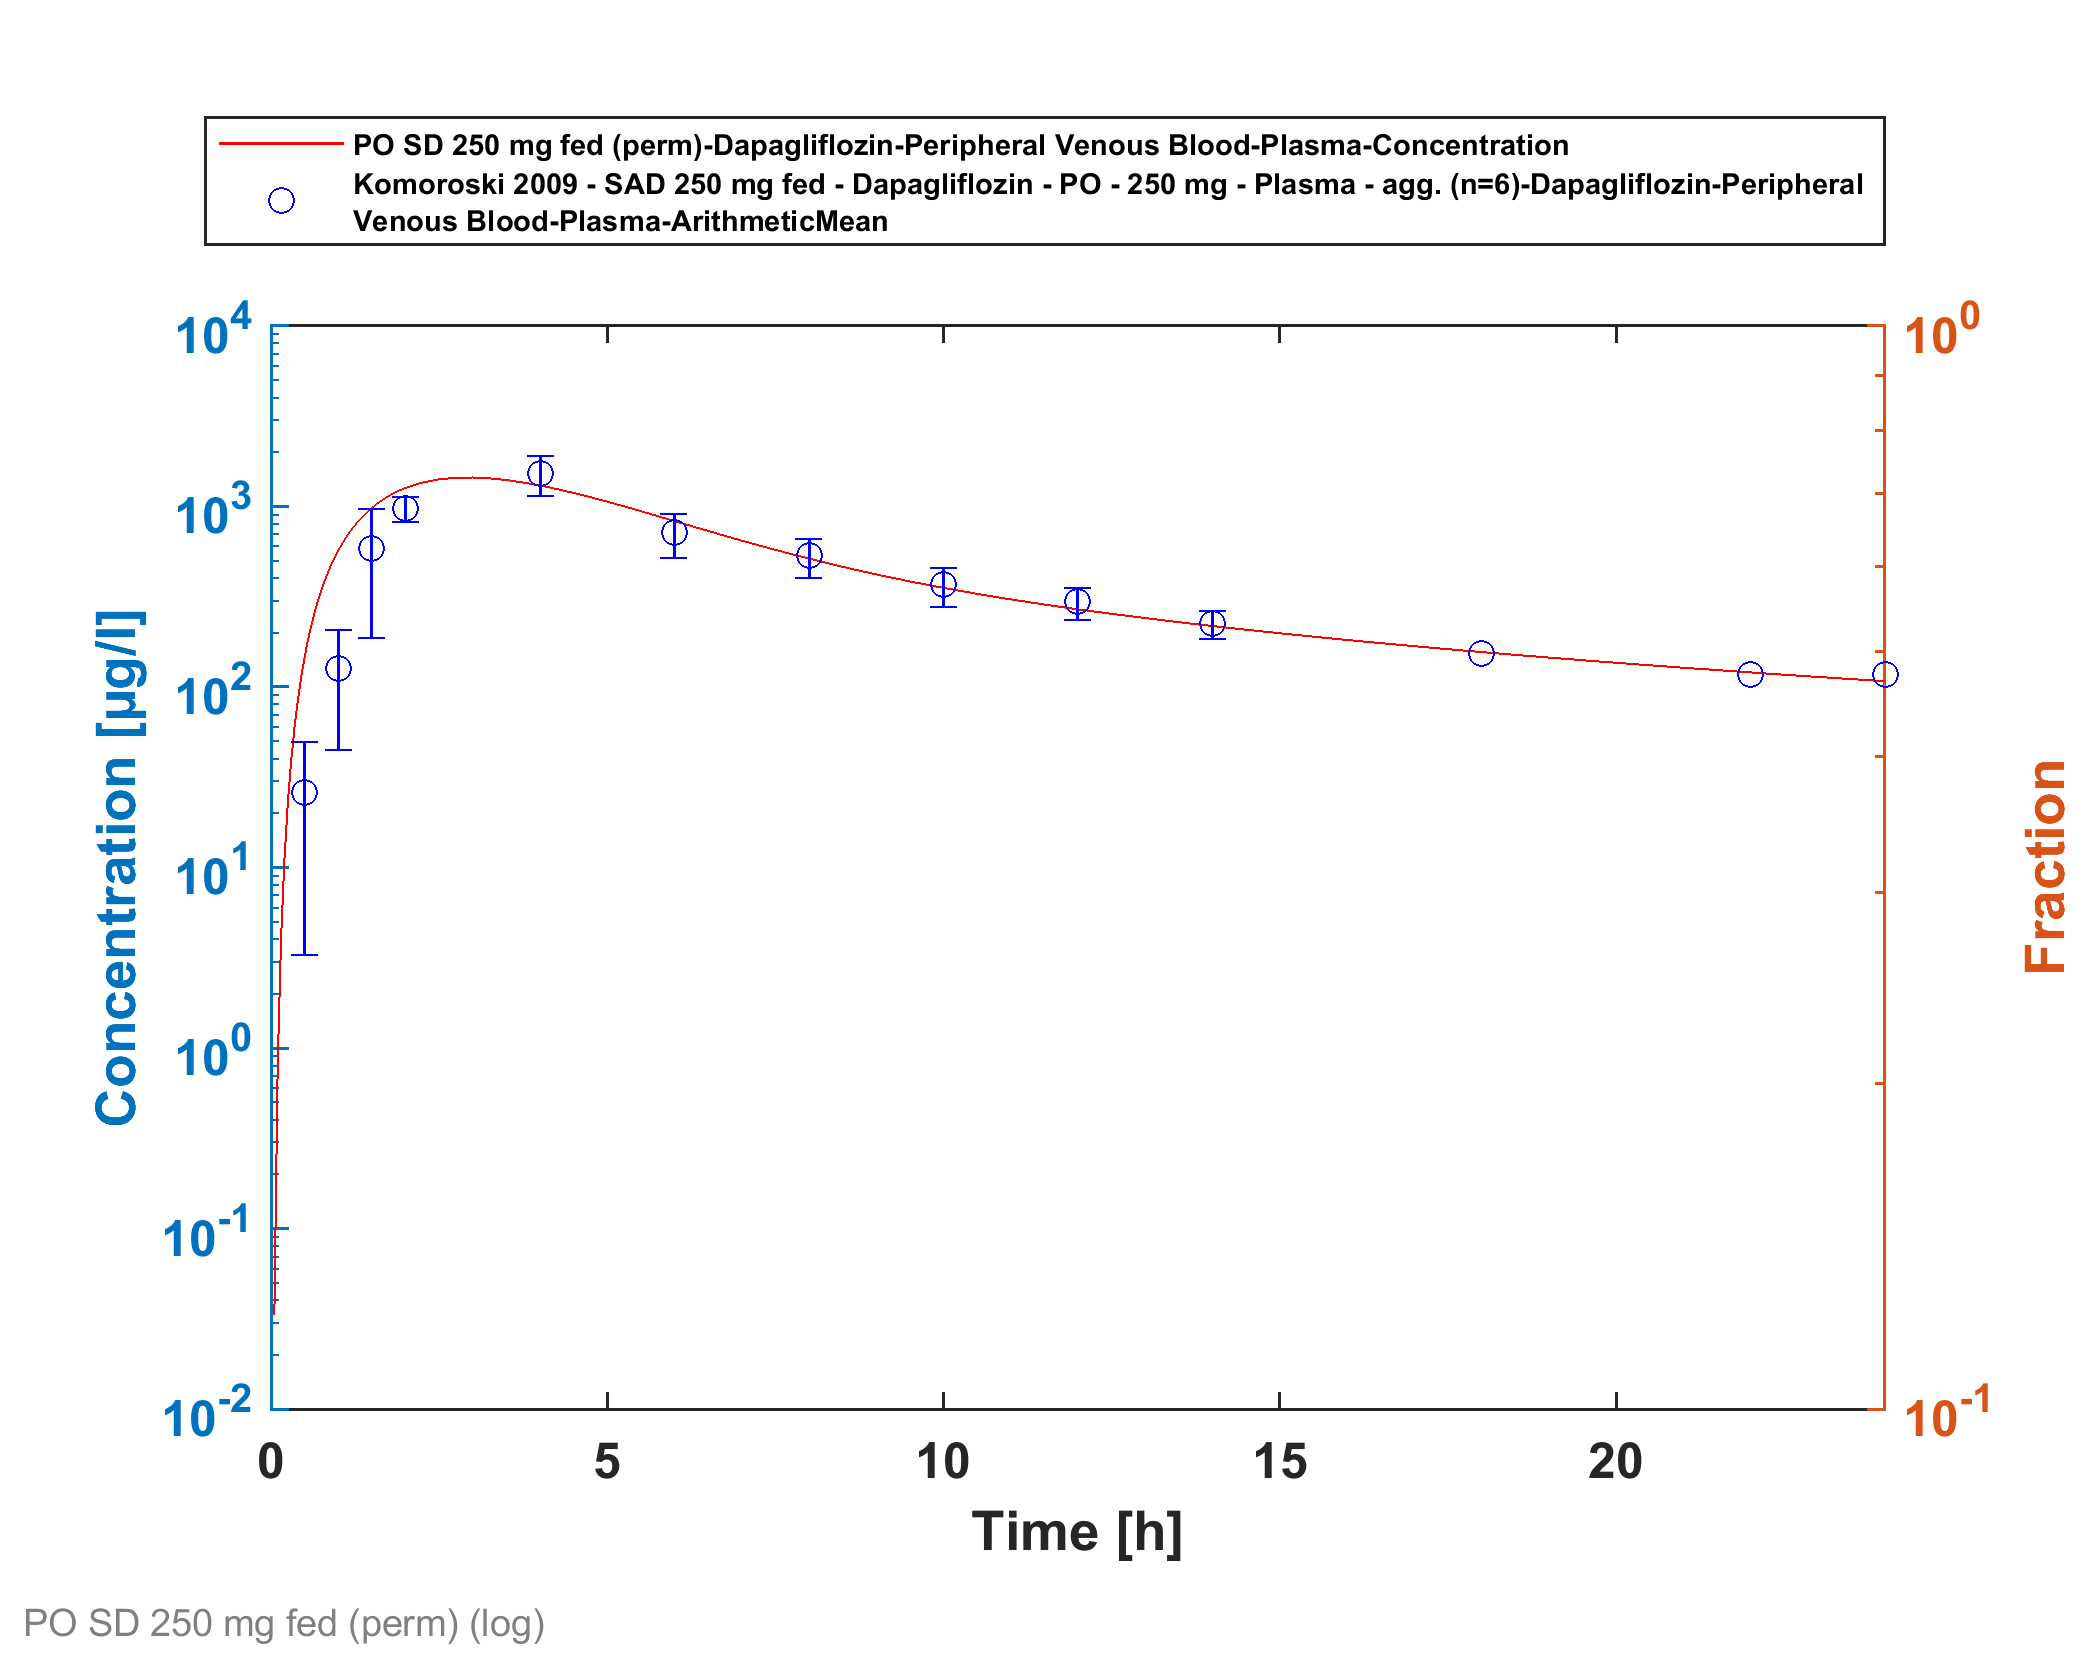 PO SD 250 mg fed (perm)-Dapagliflozin-Peripheral Venous Blood-Plasma-Concentration
Komoroski 2009 - SAD 250 mg fed - Dapagliflozin - PO - 250 mg - Plasma - agg. (n=6)-Dapagliflozin-Peripheral
Venous Blood-Plasma-ArithmeticMean
10^4
10^3
10^2
10^1
10^0
10^-1
10^-2
Concentration [µg/l]
10^0
10^-1
Fraction
0 5 10 15 20
Time [h]
PO SD 250 mg fed (perm) (log)